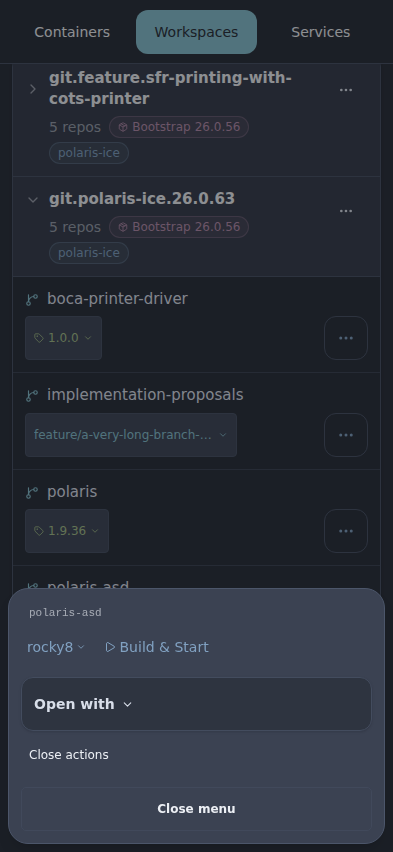 Containers
Workspaces
Services
git.feature.sfr-printing-with-
cots-printer
5 repos
Bootstrap 26.0.56
polaris-ice
git.polaris-ice.26.0.63
5 repos
Bootstrap 26.0.56
polaris-ice
boca-printer-driver
1.0.0
implementation-proposals
feature/a-very-long-branch-...
polaris
1.9.36
polaris-asd
polaris-asd
rocky8
Build & Start
Open with
Close actions
Close menu